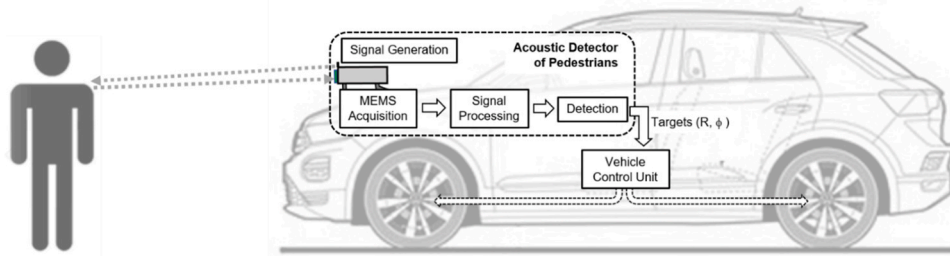 Signal Generation
Acoustic Detector
of Pedestrians
MEMS
Acquisition
Signal
Processing
Detection
Targets (R, ϕ )
Vehicle
Control Unit